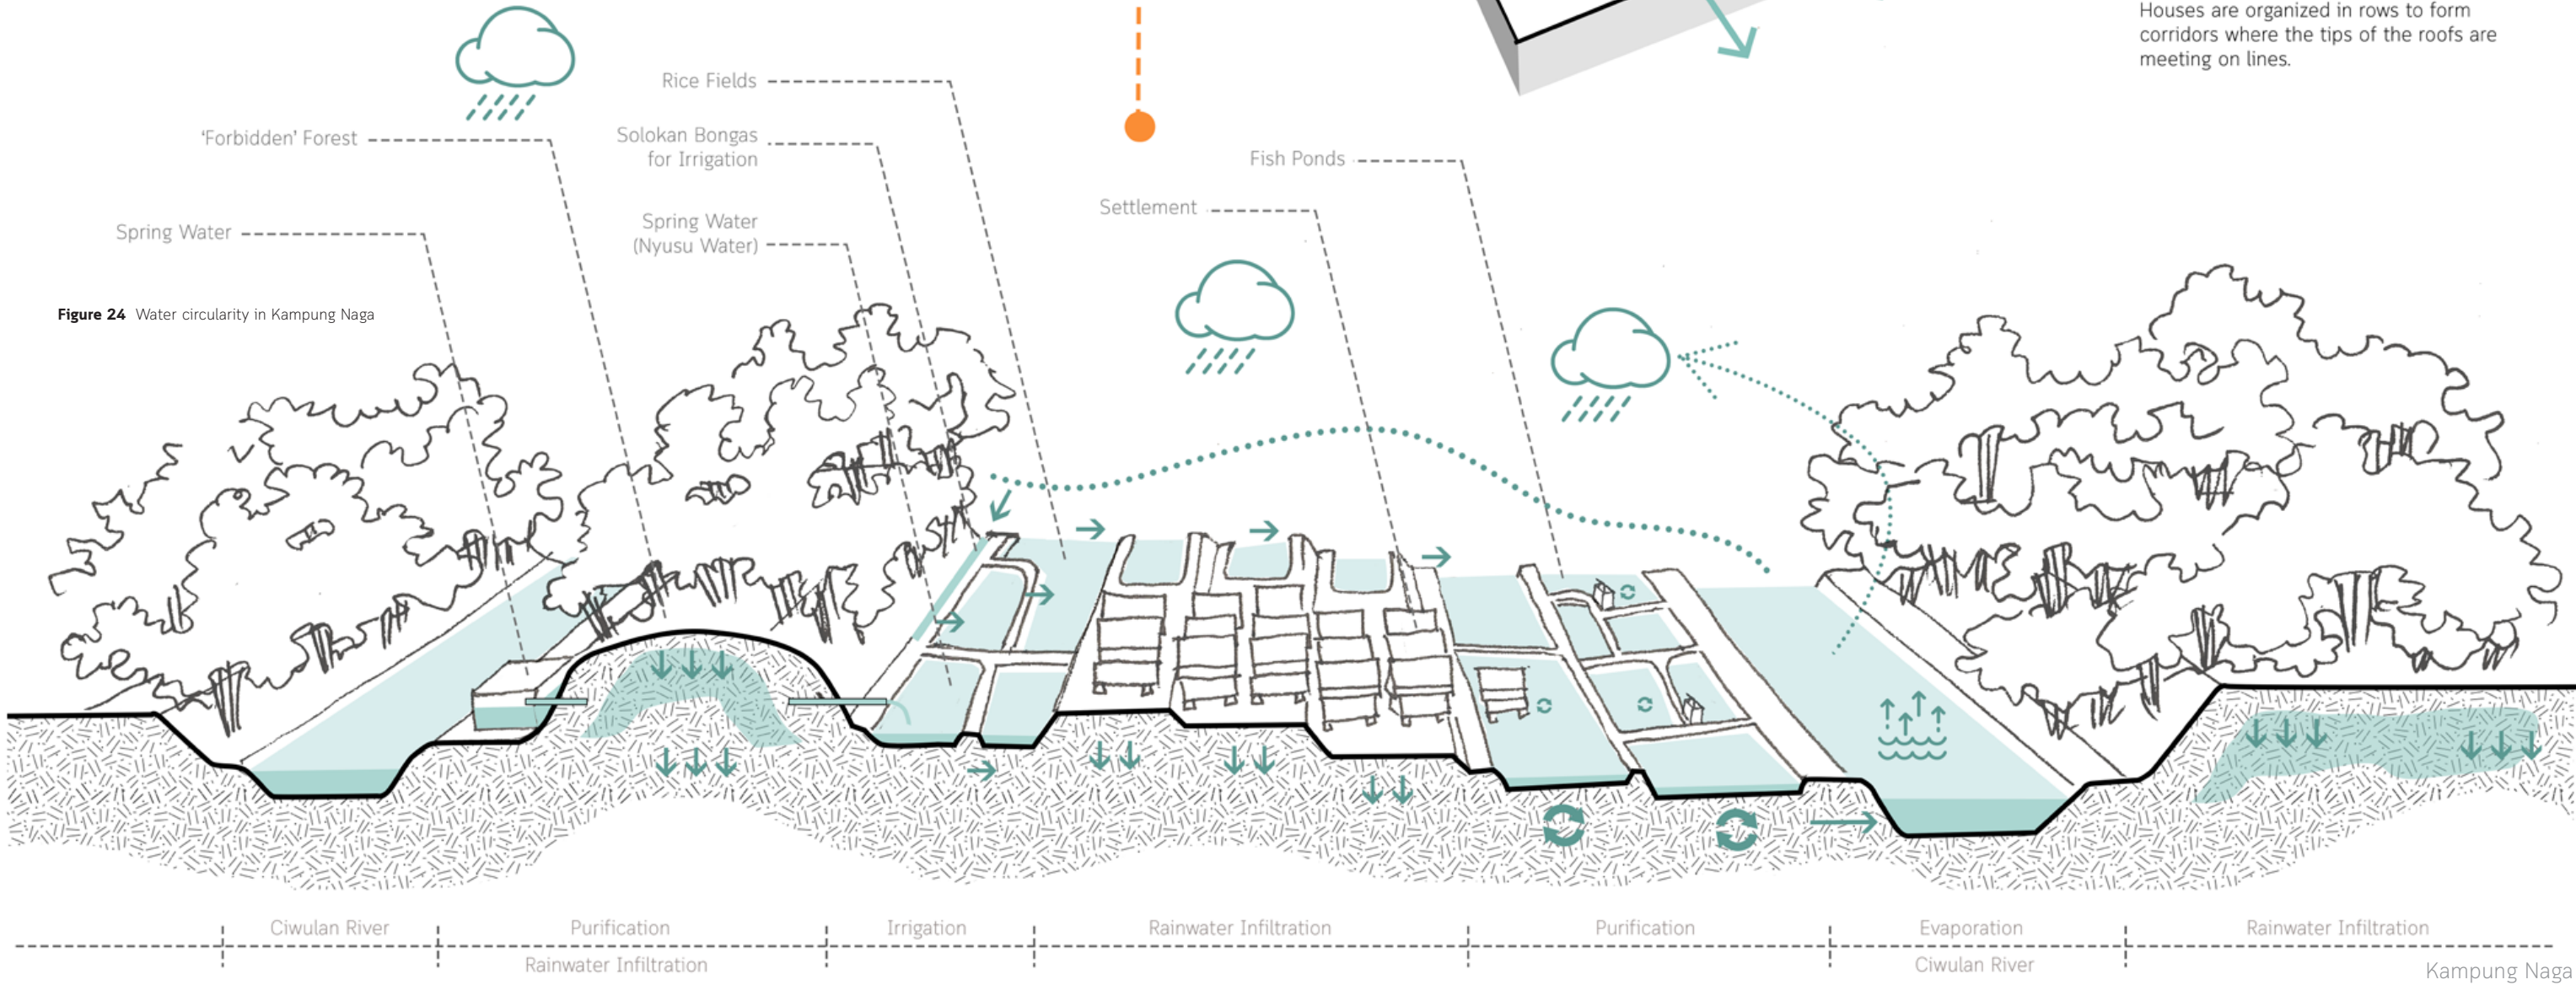 Houses are organized in rows to form
corridors where the tips of the roofs are
meeting on lines.
Rice Fields
'Forbidden' Forest
Solokan Bongas
for Irrigation
Fish Ponds
Settlement
Spring Water
Spring Water
(Nyusu Water)
Figure 24 Water circularity in Kampung Naga
Ciwulan River
Purification
Irrigation
Rainwater Infiltration
Purification
Evaporation
Rainwater Infiltration
Rainwater Infiltration
Ciwulan River
Kampung Naga